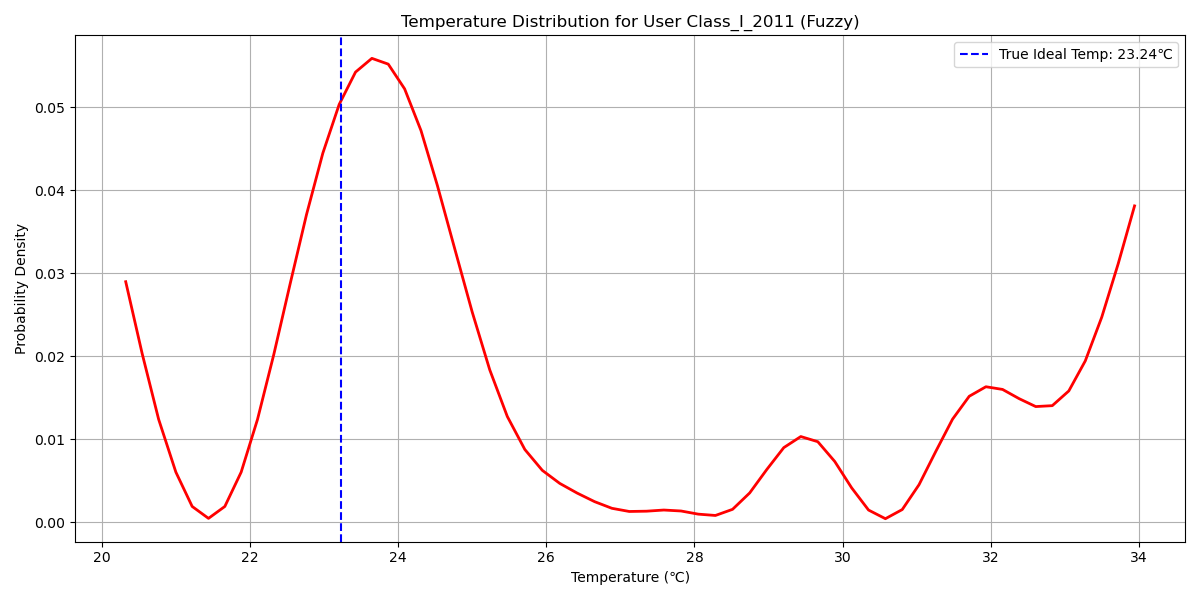 Temperature Distribution for User Class_I_2011 (Fuzzy)
True Ideal Temp: 23.24℃
Probability Density
0.05
0.04
0.03
0.02
0.01
0.00
20 22 24 26 28 30 32 34
Temperature (℃)